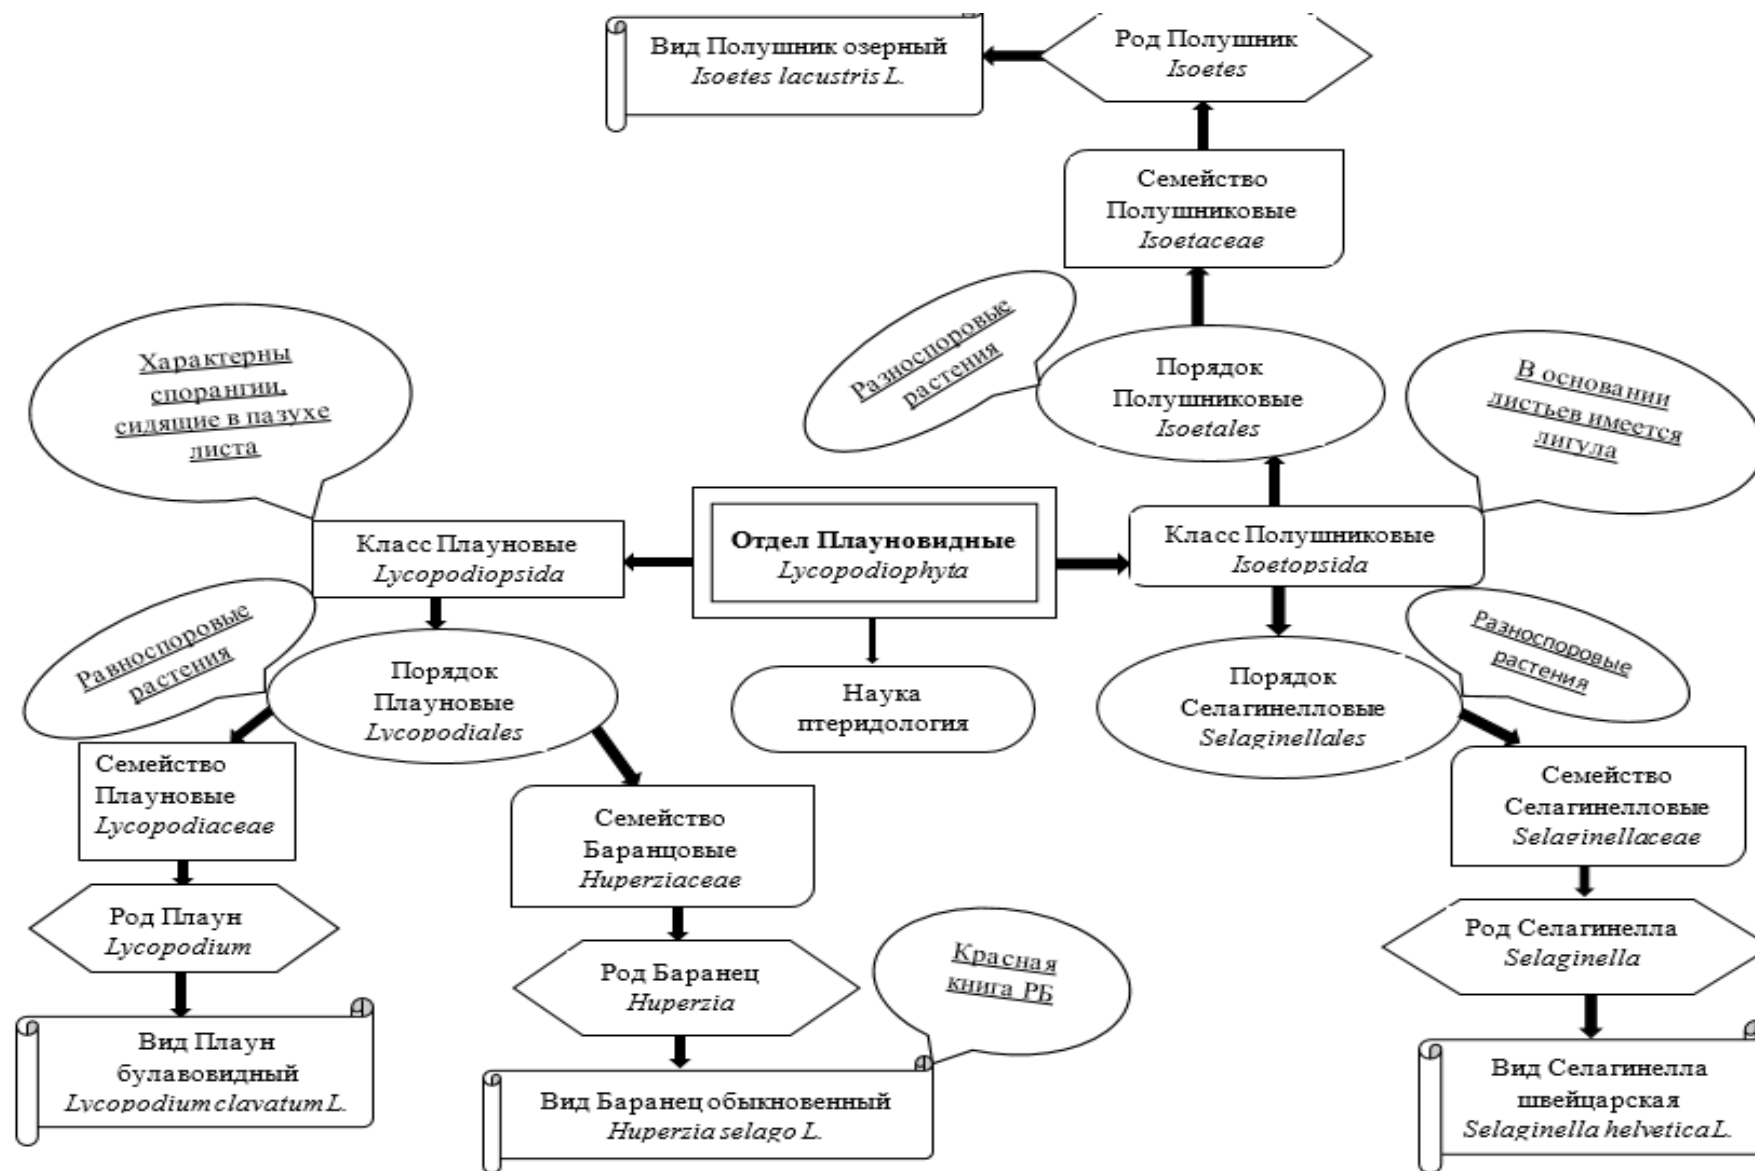 Вид Полушник озерный
Isoetes lacustris L.
Род Полушник
Isoetes
Семейство
Полушниковые
Isoetaceae
Разноспоровые
растения
Порядок
Полушниковые
Isoetales
В основании
листьев имеется
лигула
Характерны
спорангии,
сидящие в пазухе
листа
Класс Плауновые
Lycopodiopsida
Отдел Плауновидные
Lycopodiophyta
Класс Полушниковые
Isoetopsida
Равноспоровые
растения
Порядок
Плауновые
Lycopodiales
Наука
птеридология
Порядок
Селагинелловые
Selaginellales
Разноспоровые
растения
Семейство
Плауновые
Lycopodiaceae
Семейство
Баранцовые
Huperziaceae
Семейство
Селагинелловые
Selaginellaceae
Род Плаун
Lycopodium
Род Баранец
Huperzia
Красная
книга РБ
Род Селагинелла
Selaginella
Вид Плаун
булавовидный
Lycopodium clavatum L.
Вид Баранец обыкновенный
Huperzia selago L.
Вид Селагинелла
швейцарская
Selaginella helvetica L.